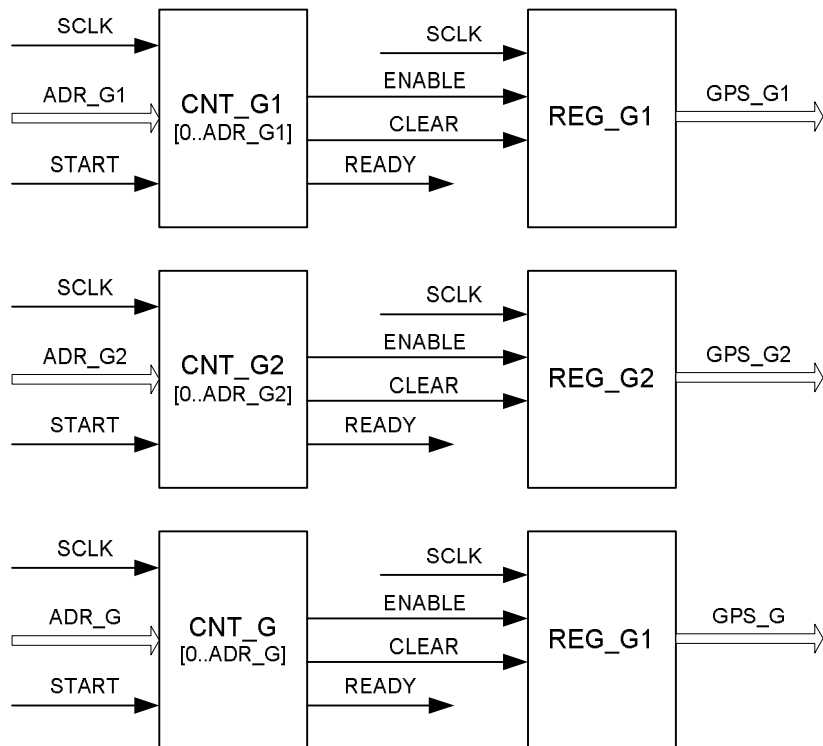 SCLK
ADR_G1
START
CNT_G1
[0..ADR_G1]
ENABLE
CLEAR
READY
SCLK
REG_G1
GPS_G1
SCLK
ADR_G2
START
CNT_G2
[0..ADR_G2]
ENABLE
CLEAR
READY
SCLK
REG_G2
GPS_G2
SCLK
ADR_G
START
CNT_G
[0..ADR_G]
ENABLE
CLEAR
READY
SCLK
REG_G1
GPS_G